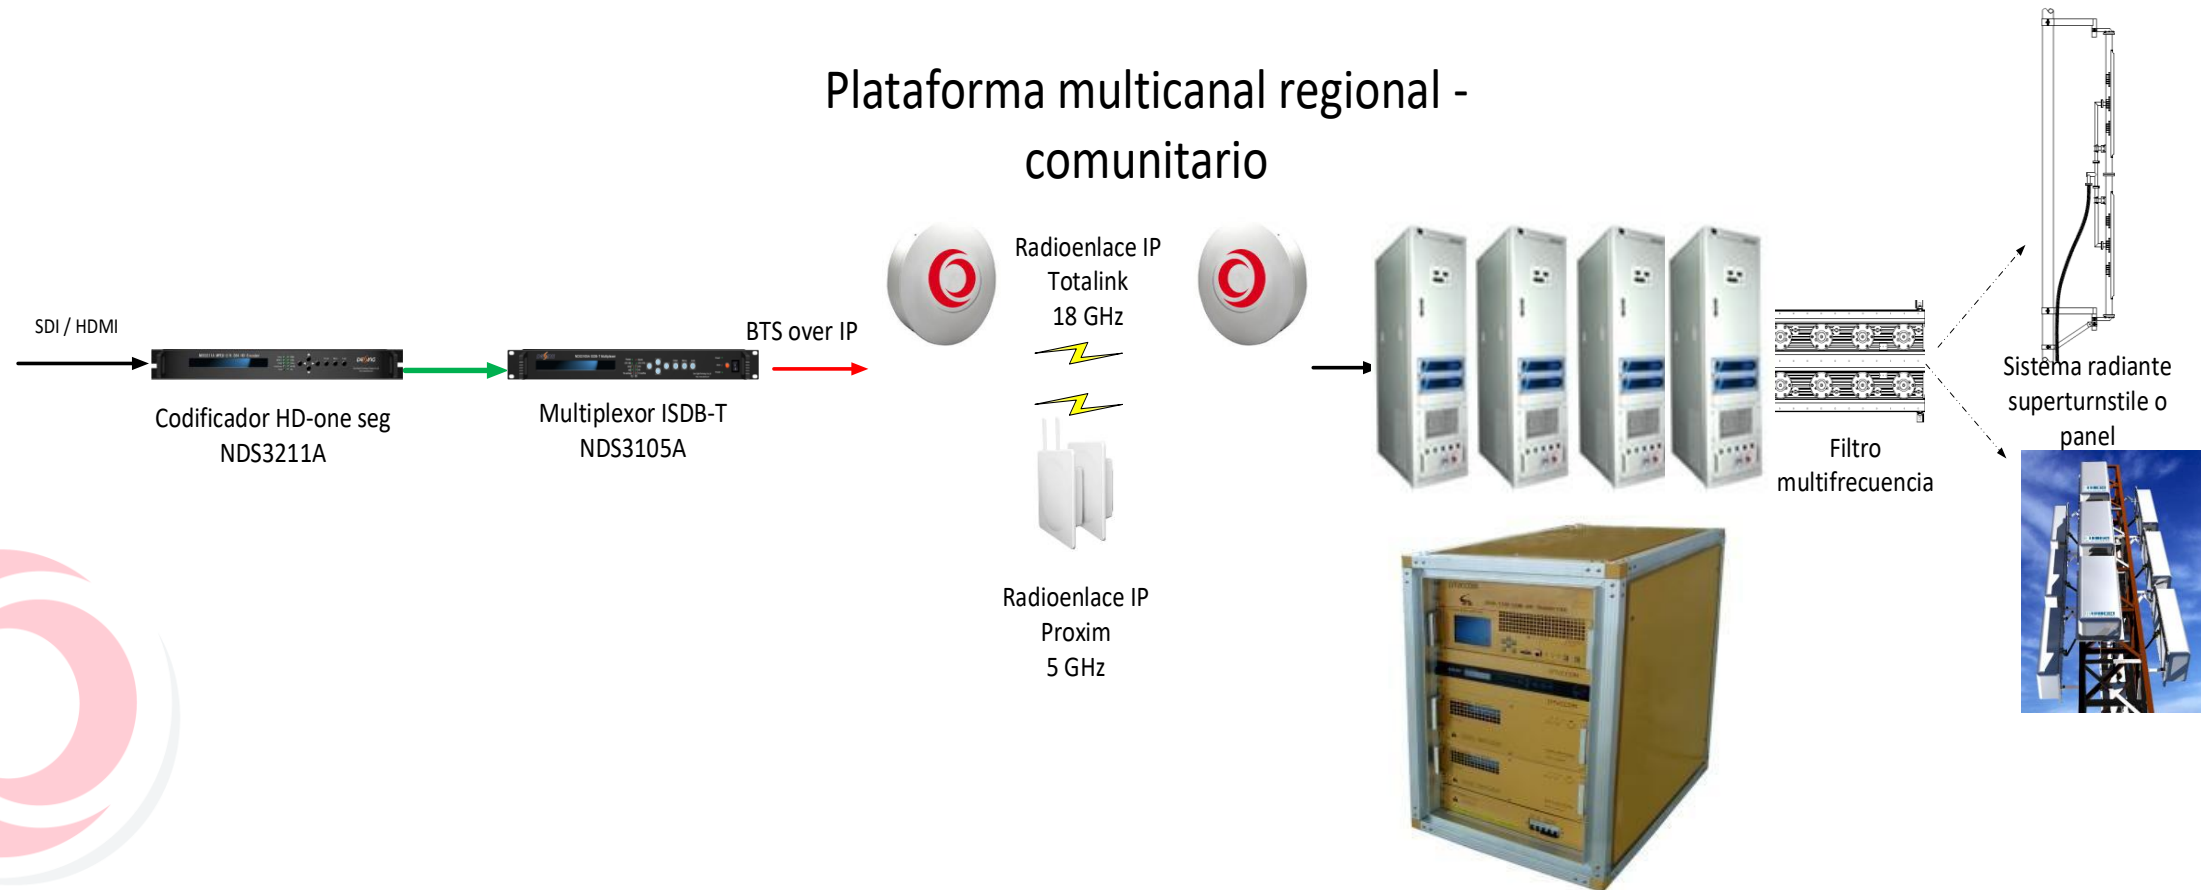 Plataforma multicanal regional -
comunitario
SDI / HDMI
Codificador HD-one seg
NDS3211A
Multiplexor ISDB-T
NDS3105A
BTS over IP
Radioenlace IP
Totalink
18 GHz
Radioenlace IP
Proxim
5 GHz
Filtro
multifrecuencia
Sistema radiante
superturnstile o
panel